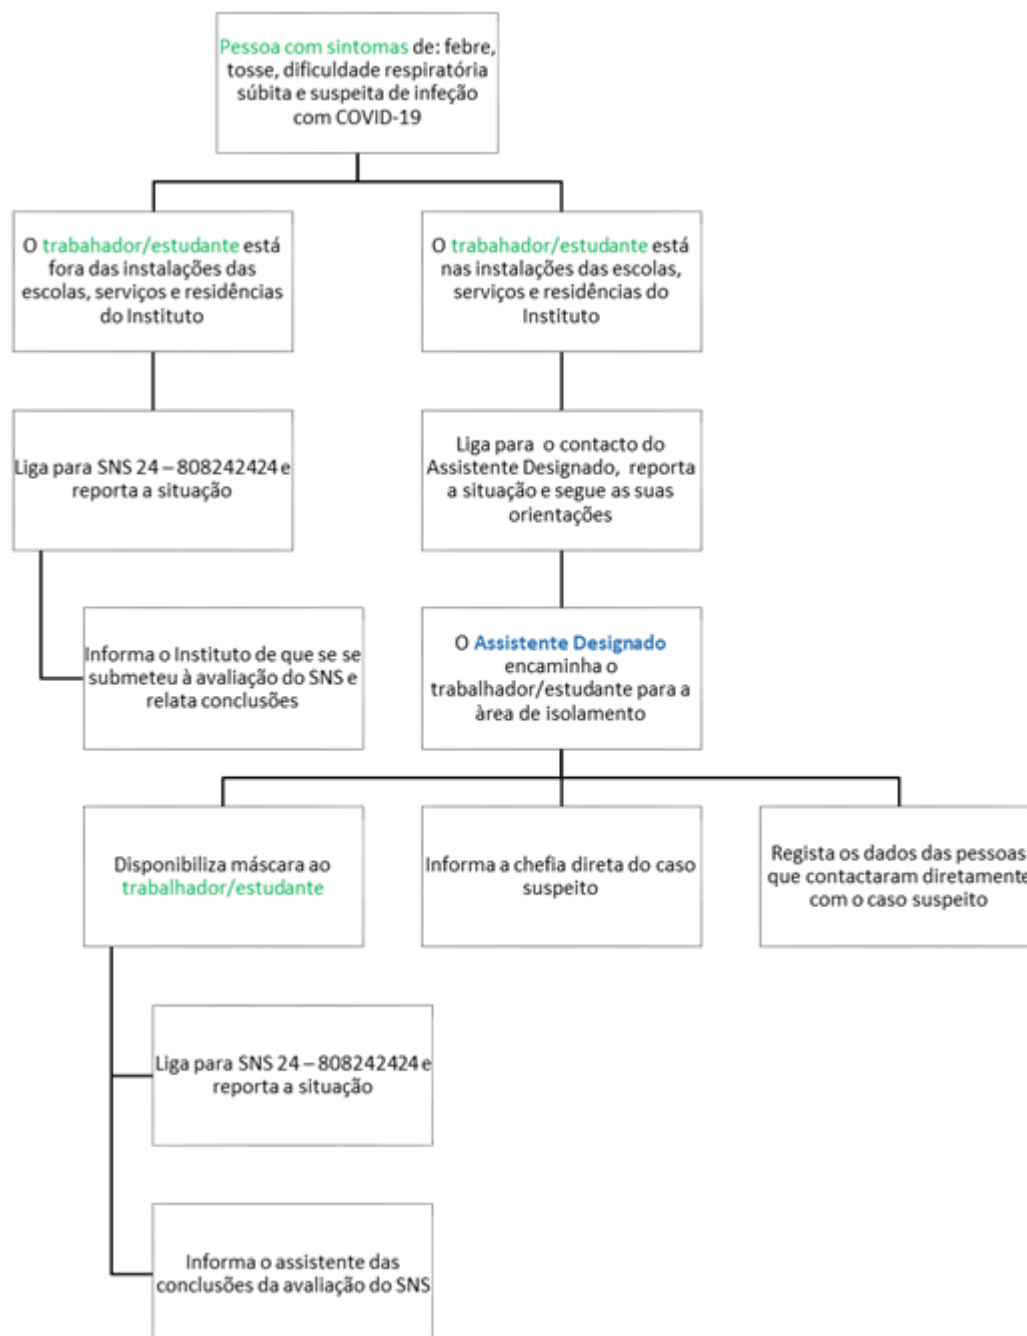 Pessoa com sintomas de: febre,
tosse, dificuldade respiratória
súbita e suspeita de infeção
com COVID-19
O trabahador/estudante está
fora das instalações das
escolas, serviços e residências
do Instituto
O trabahador/estudante está
nas instalações das escolas,
serviços e residências do
Instituto
Liga para SNS 24 – 808242424 e
reporta a situação
Liga para o contacto do
Assistente Designado, reporta
a situação e segue as suas
orientações
Informa o Instituto de que se se
submeteu à avaliação do SNS e
relata conclusões
O Assistente Designado
encaminha o
trabalhador/estudante para a
àrea de isolamento
Disponibiliza máscara ao
trabalhador/estudante
Informa a chefia direta do caso
suspeito
Regista os dados das pessoas
que contactaram diretamente
com o caso suspeito
Liga para SNS 24 – 808242424 e
reporta a situação
Informa o assistente das
conclusões da avaliação do SNS